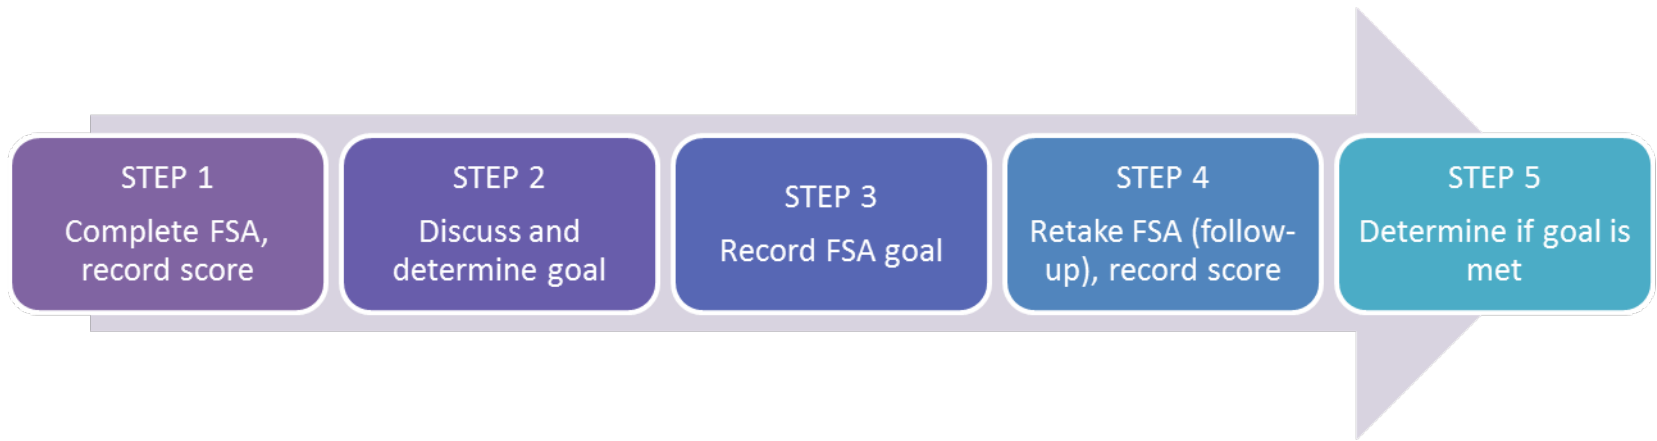 STEP 1
Complete FSA,
record score
STEP 2
Discuss and
determine goal
STEP 3
Record FSA goal
STEP 4
Retake FSA (follow-
up), record score
STEP 5
Determine if goal is
met